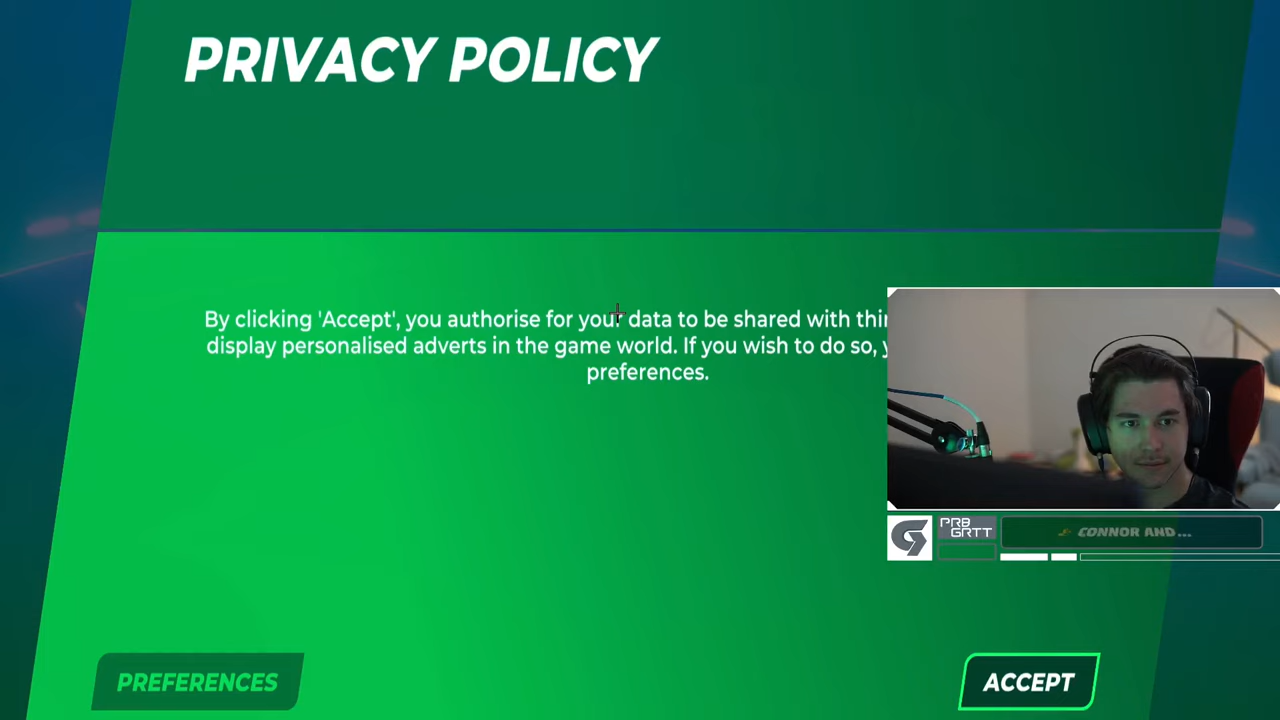 PRIVACY POLICY
By clicking 'Accept', you authorise for your data to be shared with
display personalised adverts in the game world. If you wish to do so,
preferences.
PRB
GRTT
CONNOR AND ...
PREFERENCES
ACCEPT